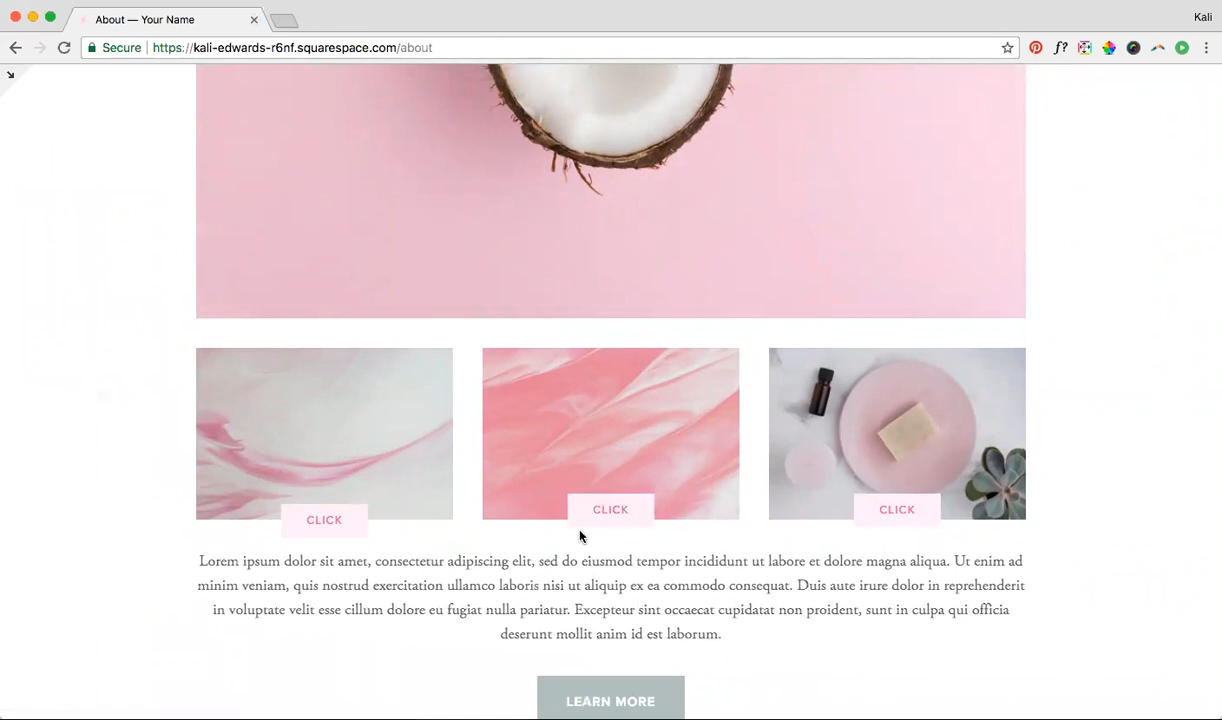 About — Your Name
Kali
Secure
https://kali-edwards-r6nf.squarespace.com/about
f?
CLICK
CLICK
CLICK
Lorem ipsum dolor sit amet, consectetur adipiscing elit, sed do eiusmod tempor incididunt ut labore et dolore magna aliqua. Ut enim ad
minim veniam, quis nostrud exercitation ullamco laboris nisi ut aliquip ex ea commodo consequat. Duis aute irure dolor in reprehenderit
in voluptate velit esse cillum dolore eu fugiat nulla pariatur. Excepteur sint occaecat cupidatat non proident, sunt in culpa qui officia
deserunt mollit anim id est laborum.
LEARN MORE